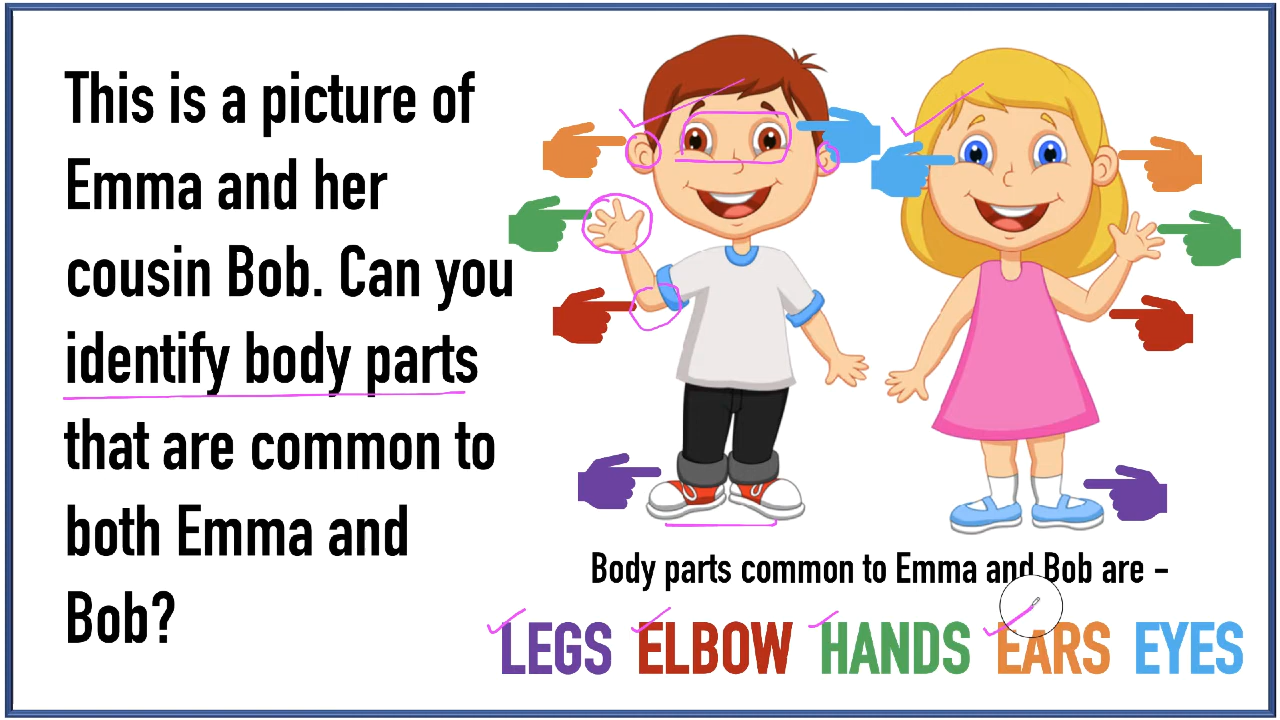 This is a picture of
Emma and her
cousin Bob. Can you
identify body parts
that are common to
both Emma and
Bob?
Body parts common to Emma and Bob are –
LEGS ELBOW HANDS EARS EYES